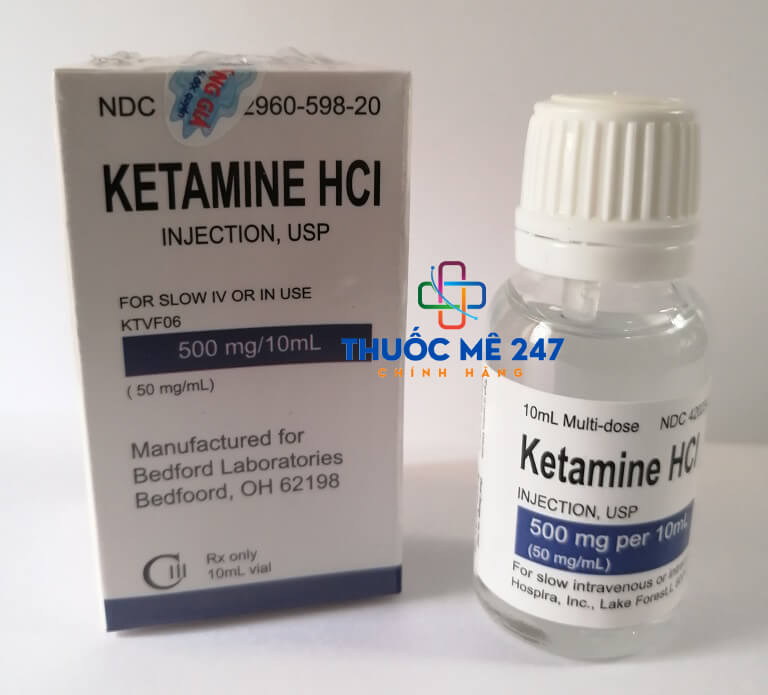 NDC 2960-598-20
KETAMINE HCl
INJECTION, USP
FOR SLOW IV OR IN USE
KTVF06
500 mg/10mL
( 50 mg/mL)
Manufactured for
Bedford Laboratories
Bedfoord, OH 62198
CIII
Rx only
10mL vial
THUỐC MÊ 247
CHÍNH HÃNG
10mL Multi-dose NDC
Ketamine HCl
INJECTION, USP
500 mg per 10mL
(50 mg/mL)
For slow intravenous or
Hospira, Inc., Lake Forest,